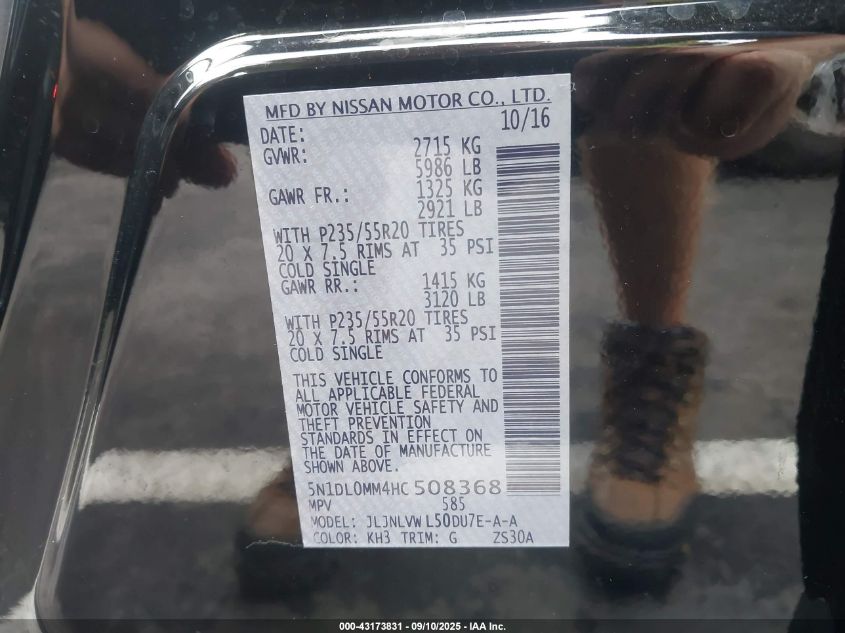 MFD BY NISSAN MOTOR CO., LTD.
DATE: 10/16
GVWR: 2715 KG
5986 LB
GAWR FR.: 1325 KG
2921 LB
WITH P235/55R20 TIRES
20 X 7.5 RIMS AT 35 PSI
COLD SINGLE
GAWR RR.: 1415 KG
3120 LB
WITH P235/55R20 TIRES
20 X 7.5 RIMS AT 35 PSI
COLD SINGLE
THIS VEHICLE CONFORMS TO
ALL APPLICABLE FEDERAL
MOTOR VEHICLE SAFETY AND
THEFT PREVENTION
STANDARDS IN EFFECT ON
THE DATE OF MANUFACTURE
SHOWN ABOVE.
5N1DL0MM4HC508368
MPV 585
MODEL: JLJNLVWL50DU7E-A-A
COLOR: KH3 TRIM: G ZS30A
000-43173831 - 09/10/2025 - IAA Inc.